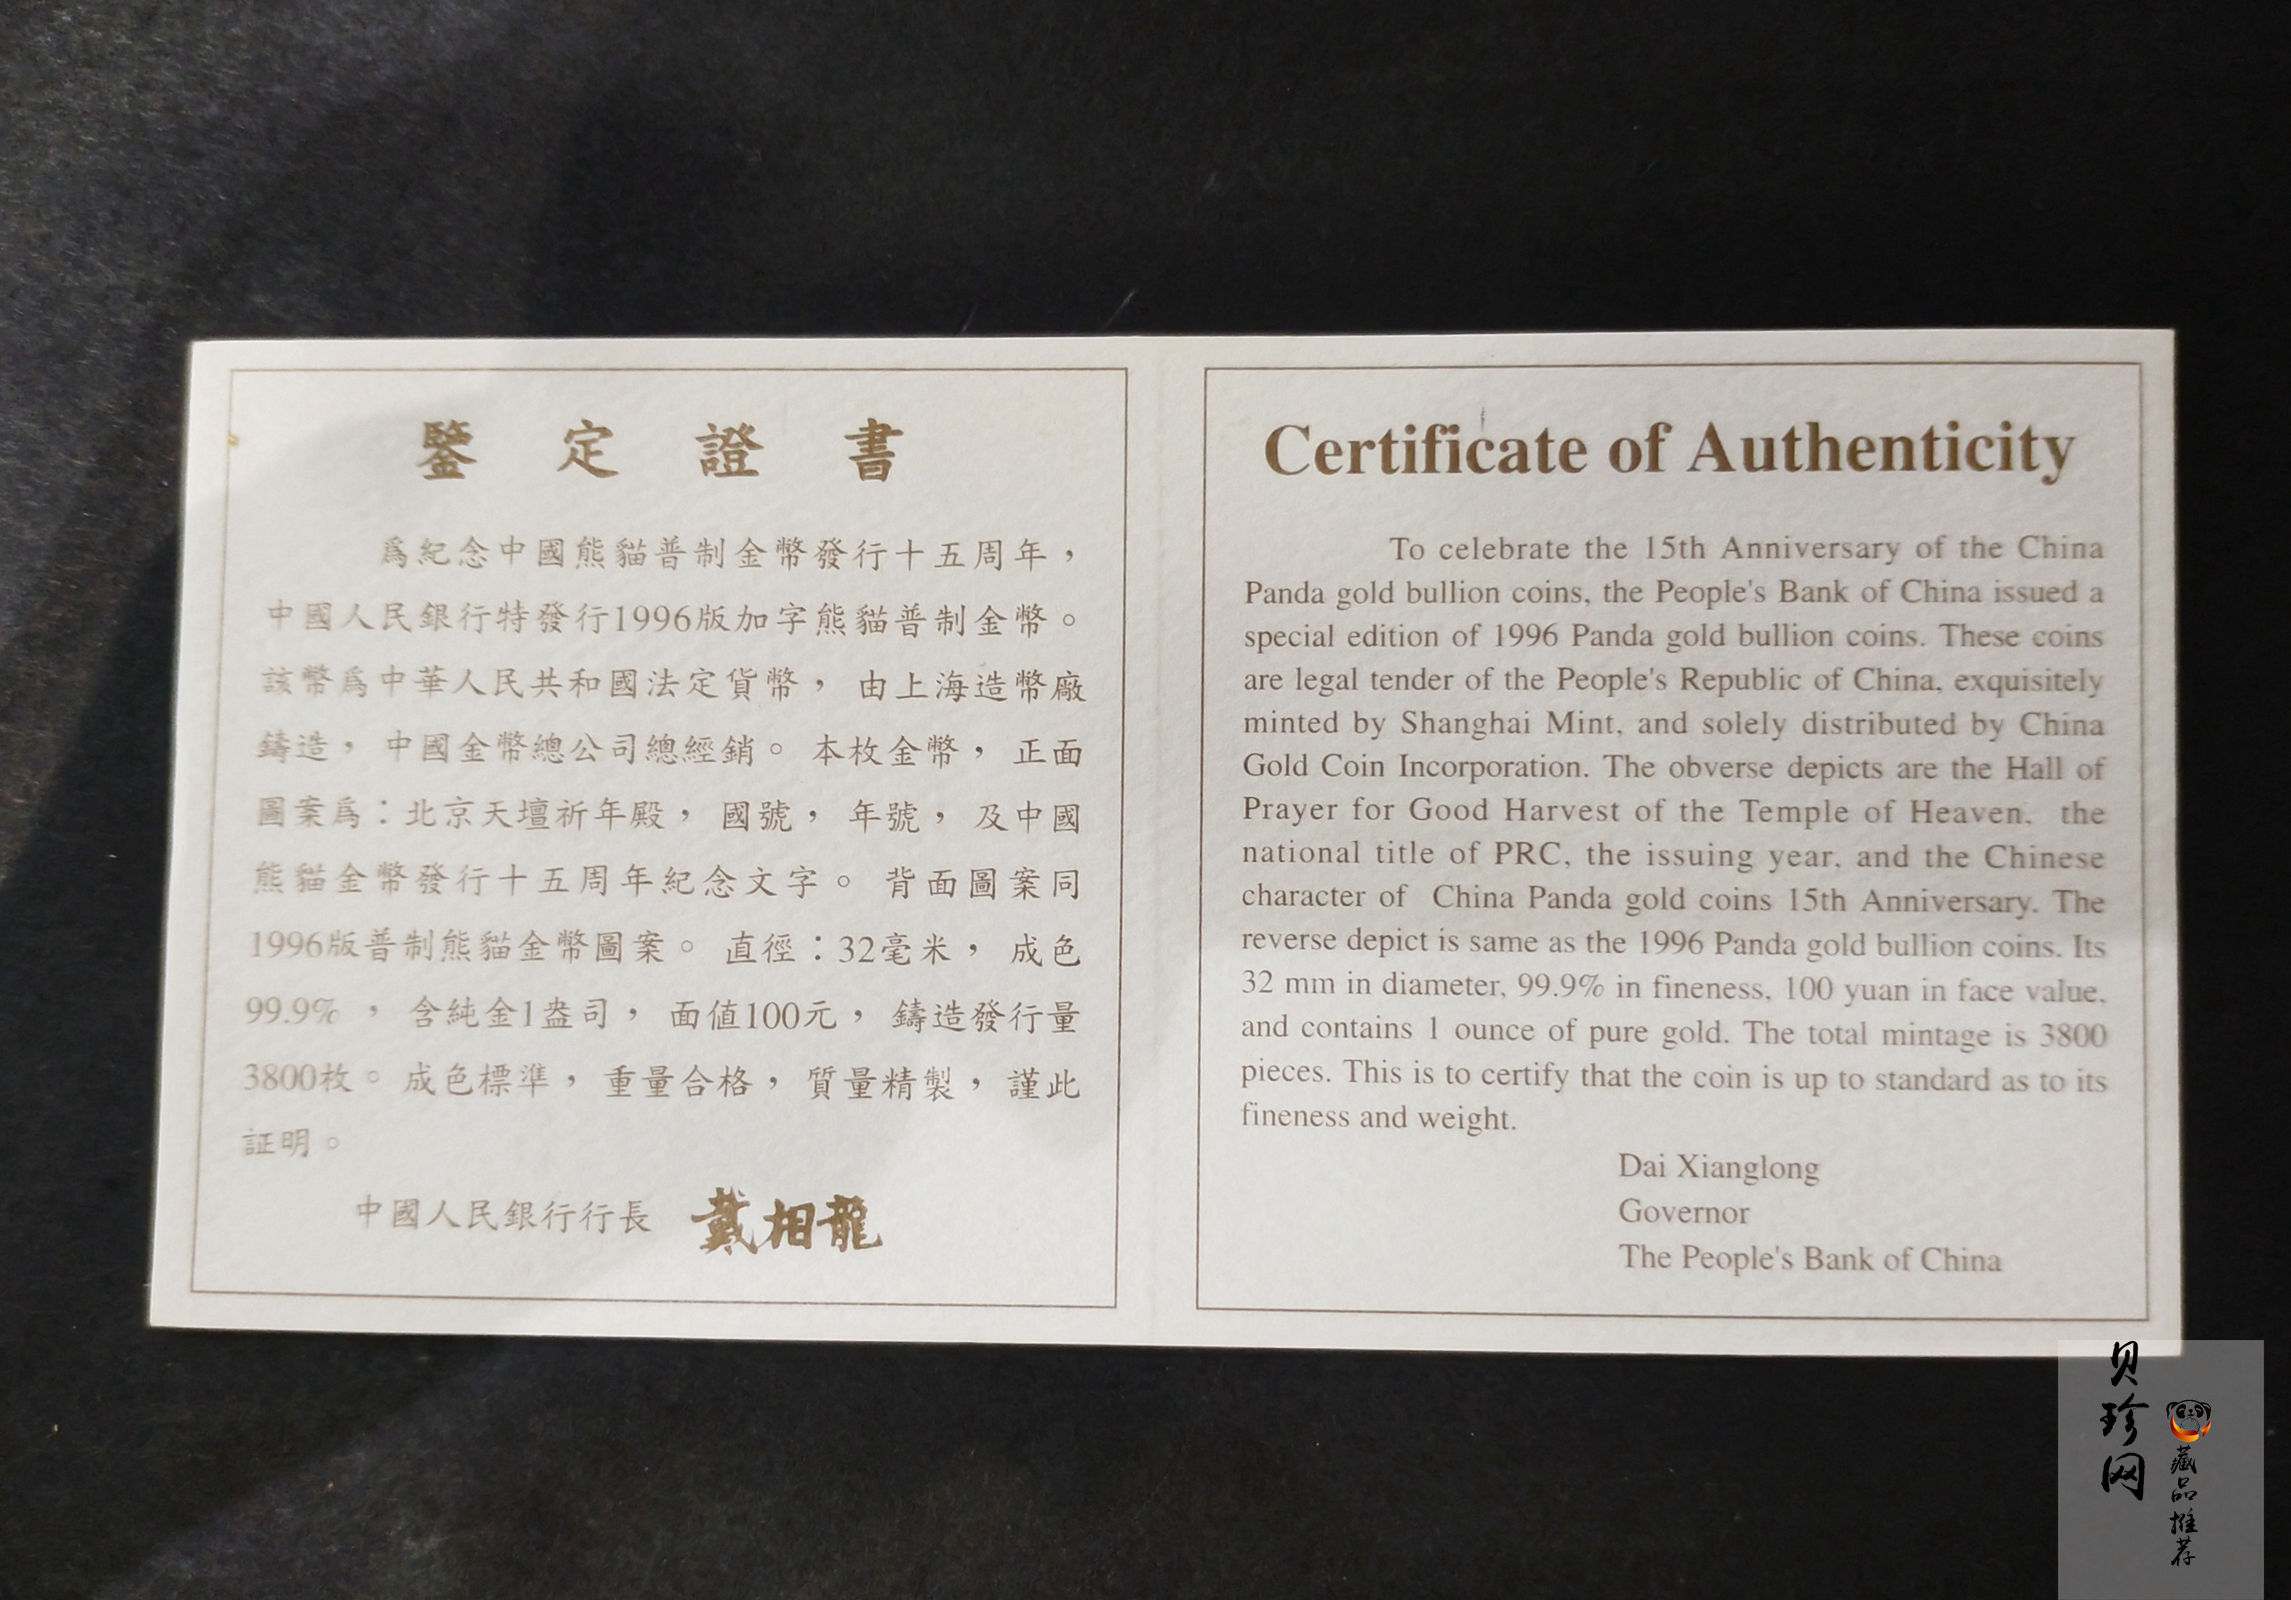 鑒定證書
爲紀念中國熊貓普制金幣發行十五周年，
中國人民銀行特發行1996版加字熊貓普制金幣。
該幣爲中華人民共和國法定貨幣，由上海造幣廠
鑄造，中國金幣總公司總經銷。本枚金幣，正面
圖案爲：北京天壇祈年殿，國號，年號，及中國
熊貓金幣發行十五周年紀念文字。背面圖案同
1996版普制熊貓金幣圖案。直徑：32毫米，成色
99.9%，含純金1盎司，面值100元，鑄造發行量
3800枚。成色標準，重量合格，質量精製，謹此
証明。
中國人民銀行行長 戴相龍
Certificate of Authenticity
To celebrate the 15th Anniversary of the China
Panda gold bullion coins, the People's Bank of China issued a
special edition of 1996 Panda gold bullion coins. These coins
are legal tender of the People's Republic of China, exquisitely
minted by Shanghai Mint, and solely distributed by China
Gold Coin Incorporation. The obverse depicts are the Hall of
Prayer for Good Harvest of the Temple of Heaven, the
national title of PRC, the issuing year, and the Chinese
character of China Panda gold coins 15th Anniversary. The
reverse depict is same as the 1996 Panda gold bullion coins. Its
32 mm in diameter, 99.9% in fineness, 100 yuan in face value,
and contains 1 ounce of pure gold. The total mintage is 3800
pieces. This is to certify that the coin is up to standard as to its
fineness and weight.
Dai Xianglong
Governor
The People's Bank of China
贝珍网
藏品推荐